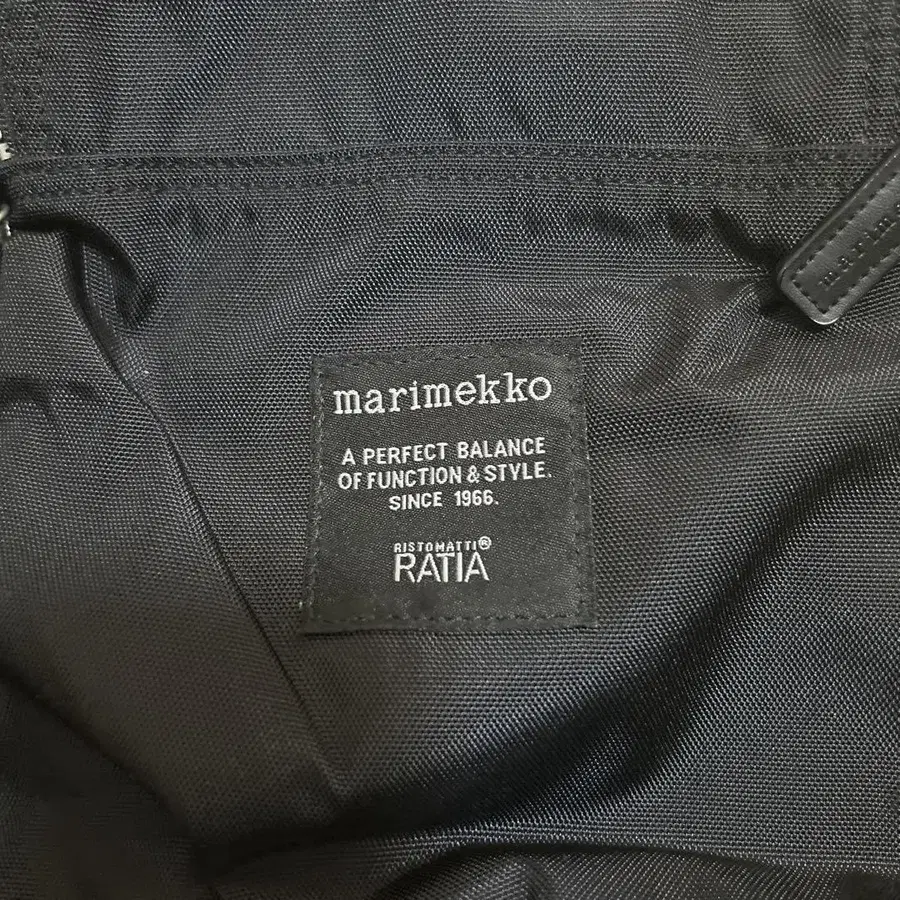 marimekko
A PERFECT BALANCE
OF FUNCTION & STYLE.
SINCE 1966.
RISTOMATTI®
RATIA